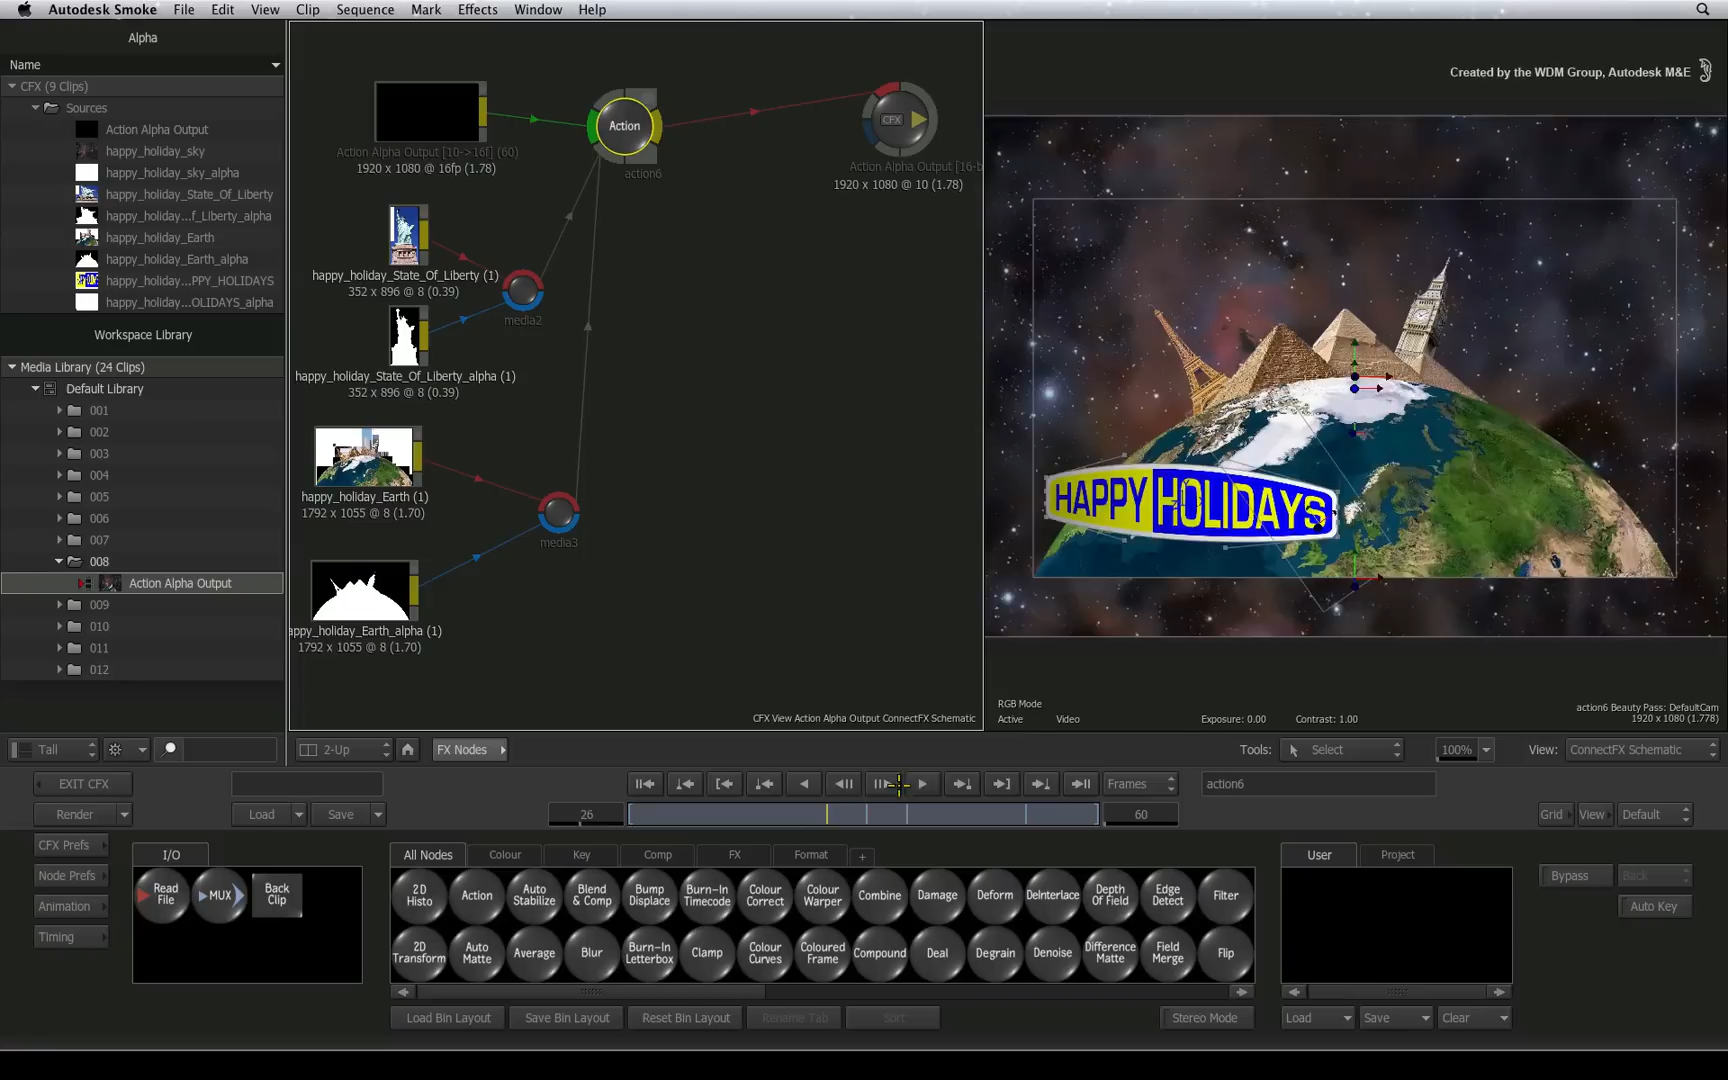 Autodesk Smoke File Edit View Clip Sequence Mark Effects Window Help
Alpha
Name
CFX (9 Clips)
Sources
Action Alpha Output
happy_holiday_sky
happy_holiday_sky_alpha
happy_holiday_State_Of_Liberty
happy_holiday...f_Liberty_alpha
happy_holiday_Earth
happy_holiday_Earth_alpha
happy_holiday...PPY_HOLIDAYS
happy_holiday...OLIDAYS_alpha
Workspace Library
Media Library (24 Clips)
Default Library
001
002
003
004
005
006
007
008
Action Alpha Output
009
010
011
012
Action Alpha Output [10->16f] (60)
1920 x 1080 @ 16fp (1.78)
Action
action6
CFX
Action Alpha Output [16-b
1920 x 1080 @ 10 (1.78)
happy_holiday_State_Of_Liberty (1)
352 x 896 @ 8 (0.39)
media2
happy_holiday_State_Of_Liberty_alpha (1)
352 x 896 @ 8 (0.39)
happy_holiday_Earth (1)
1792 x 1055 @ 8 (1.70)
media3
appy_holiday_Earth_alpha (1)
1792 x 1055 @ 8 (1.70)
CFX View Action Alpha Output ConnectFX Schematic
Created by the WDM Group, Autodesk M&E
HAPPY HOLIDAYS
RGB Mode
Active Video Exposure: 0.00 Contrast: 1.00
action6 Beauty Pass: DefaultCam
1920 x 1080 (1.778)
Tall 2-Up FX Nodes Tools: Select 100% View: ConnectFX Schematic
EXIT CFX Frames action6
Render Load Save 26 60 Grid View Default
CFX Prefs
Node Prefs
Animation
Timing
I/O
Read File
MUX
Back Clip
All Nodes Colour Key Comp FX Format +
2D Histo Action Auto Stabilize Blend & Comp Bump Displace Burn-In Timecode Colour Correct Colour Warper Combine Damage Deform DeInterlace Depth Of Field Edge Detect Filter
2D Transform Auto Matte Average Blur Burn-In Letterbox Clamp Colour Curves Coloured Frame Compound Deal Degrain Denoise Difference Matte Field Merge Flip
Load Bin Layout Save Bin Layout Reset Bin Layout Rename Tab Sort Stereo Mode
User Project
Load Save Clear
Bypass Back
Auto Key